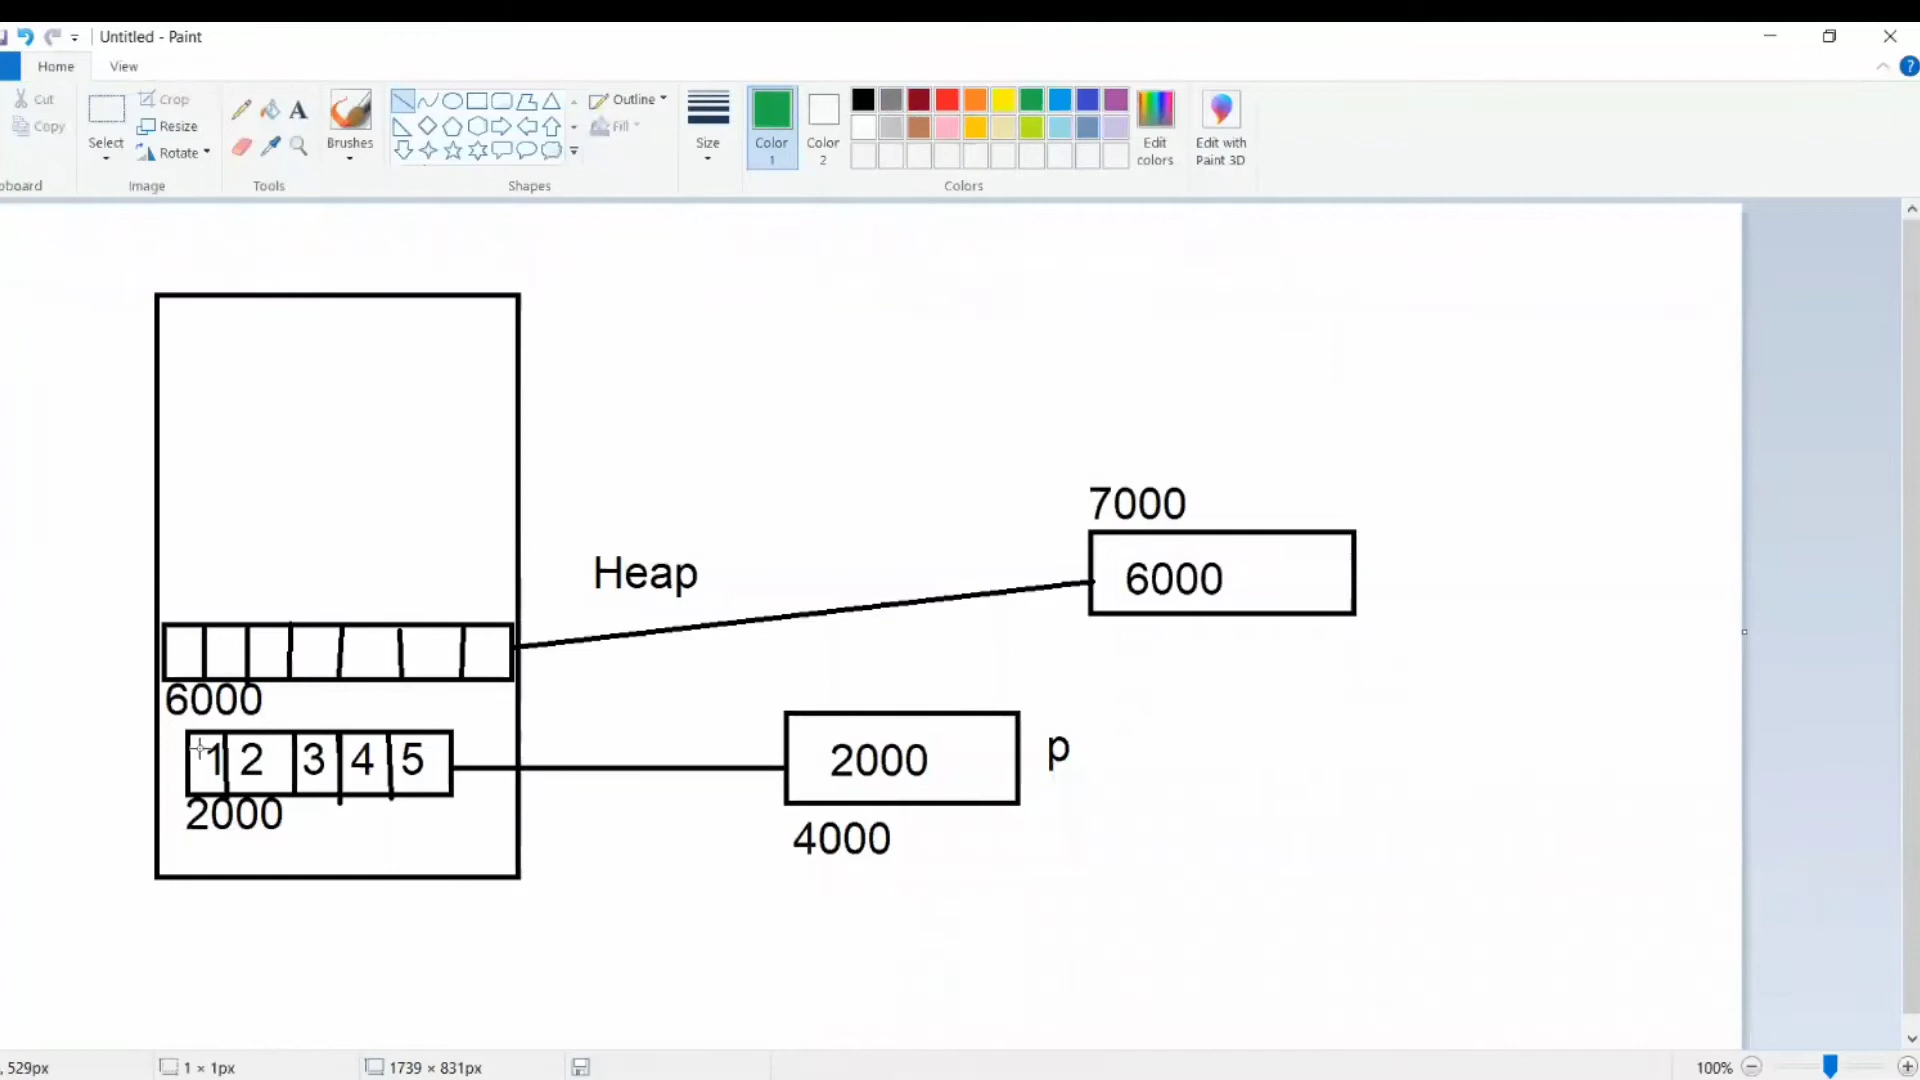 Untitled - Paint
Home View
Cut
Copy
Select
Crop
Resize
Rotate
A
Brushes
Outline
Fill
Size
Color 1
Color 2
Edit colors
Edit with Paint 3D
?
Image
Tools
Shapes
Colors
7000
Heap
6000
6000
1 2 3 4 5
2000
p
2000
4000
, 529px
1 × 1px
1739 × 831px
100%